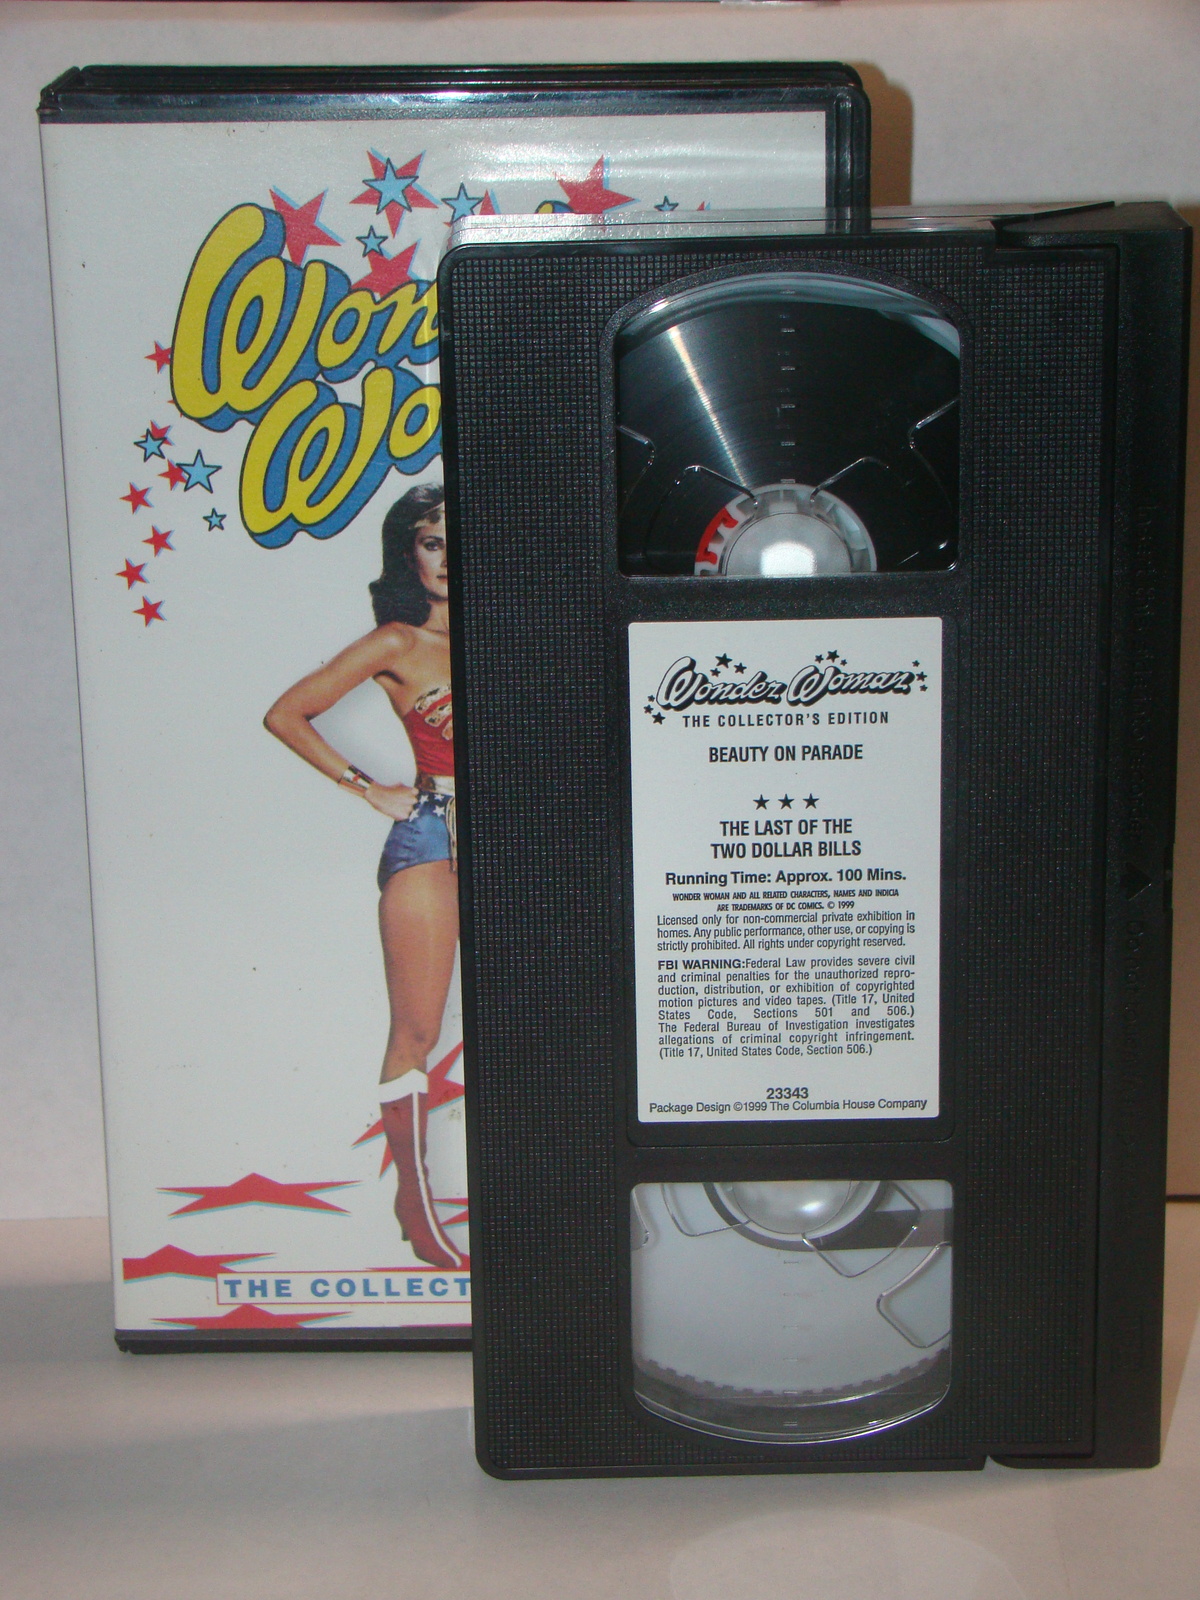 Won
Wo
THE COLLECT
Wonder Woman
THE COLLECTOR'S EDITION
BEAUTY ON PARADE
★ ★ ★
THE LAST OF THE
TWO DOLLAR BILLS
Running Time: Approx. 100 Mins.
WONDER WOMAN AND ALL RELATED CHARACTERS, NAMES AND INDICIA
ARE TRADEMARKS OF DC COMICS. © 1999
Licensed only for non-commercial private exhibition in
homes. Any public performance, other use, or copying is
strictly prohibited. All rights under copyright reserved.
FBI WARNING:Federal Law provides severe civil
and criminal penalties for the unauthorized repro-
duction, distribution, or exhibition of copyrighted
motion pictures and video tapes. (Title 17, United
States Code, Sections 501 and 506.)
The Federal Bureau of Investigation investigates
allegations of criminal copyright infringement.
(Title 17, United States Code, Section 506.)
23343
Package Design ©1999 The Columbia House Company